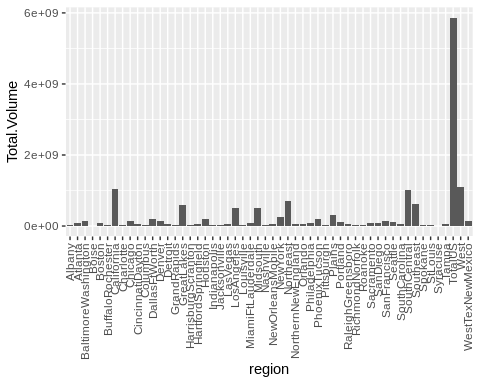 6e+09
4e+09
2e+09
0e+00
Total.Volume
Albany
Atlanta
BaltimoreWashington
Boise
Boston
BuffaloRochester
California
Charlotte
Chicago
CincinnatiDayton
Columbus
DallasFtWorth
Denver
Detroit
GrandRapids
GreatLakes
HarrisburgScranton
HartfordSpringfield
Houston
Indianapolis
Jacksonville
LasVegas
LosAngeles
Louisville
MiamiFtLauderdale
Midsouth
Nashville
NewOrleansMobile
NewYork
Northeast
NorthernNewEngland
Orlando
Philadelphia
PhoenixTucson
Pittsburgh
Plains
Portland
RaleighGreensboro
RichmondNorfolk
Roanoke
Sacramento
SanDiego
SanFrancisco
Seattle
SouthCarolina
SouthCentral
Southeast
Spokane
StLouis
Syracuse
Tampa
TotalUS
West
WestTexNewMexico
region